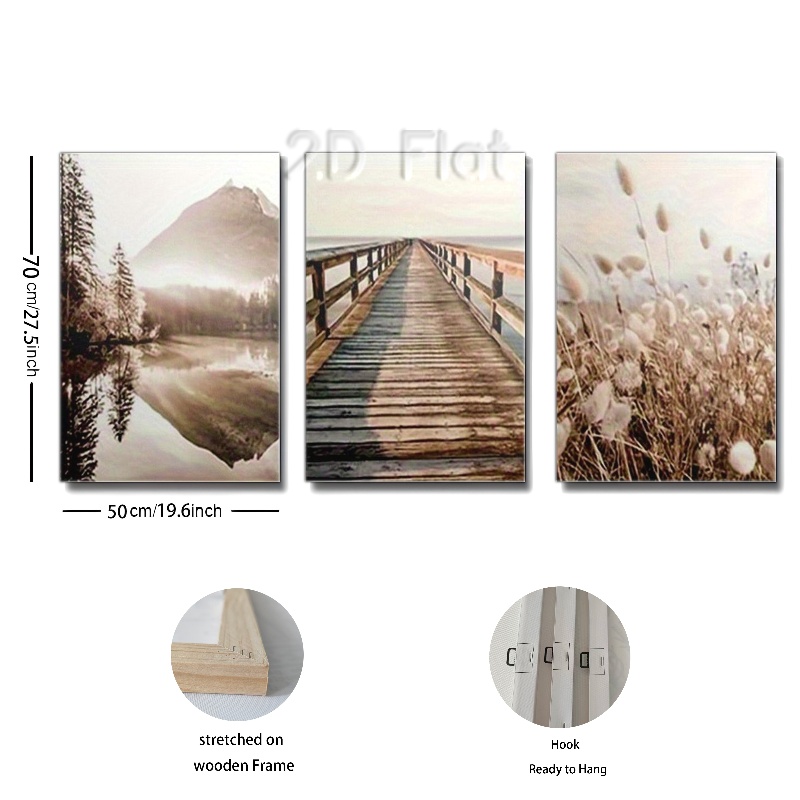 2D Flat
70cm/27.5inch
50cm/19.6inch
stretched on
wooden Frame
Hook
Ready to Hang